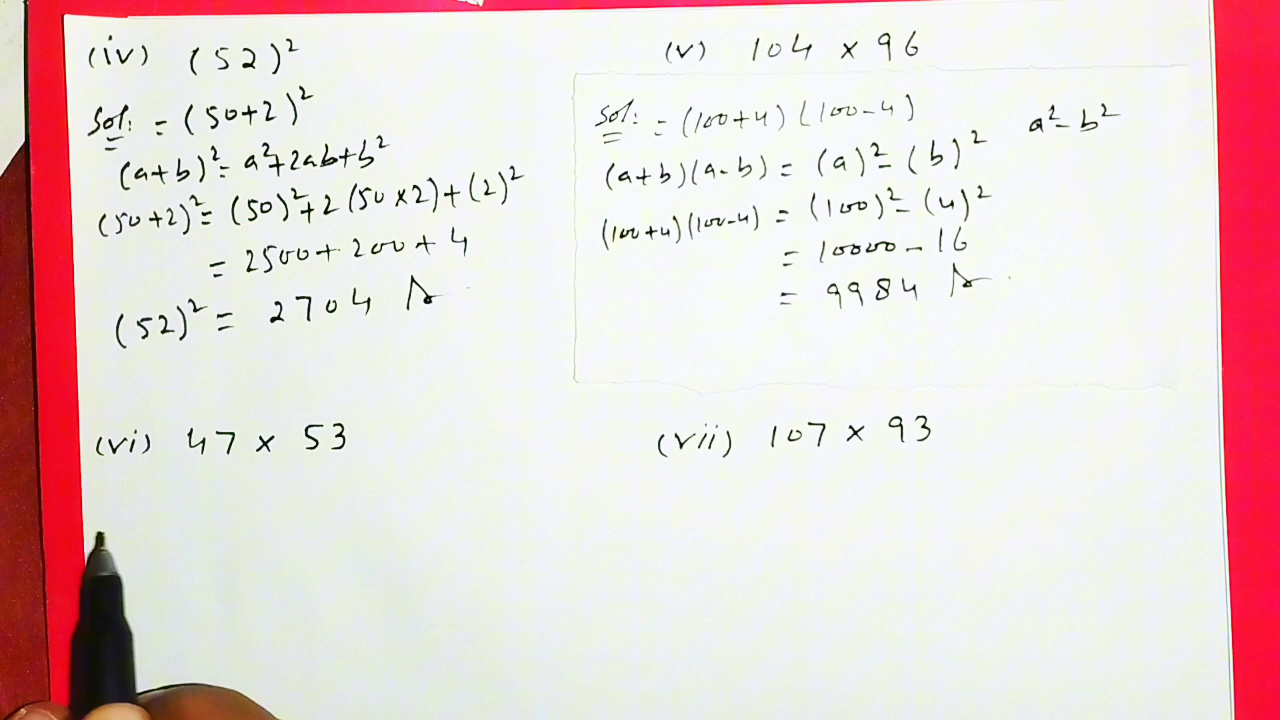 (iv) (52)²
Sol: = (50+2)²
(a+b)² = a²+2ab+b²
(50+2)² = (50)²+2(50×2)+(2)²
= 2500+200+4
(52)² = 2704
(v) 104 × 96
Sol: = (100+4)(100-4) a²-b²
(a+b)(a-b) = (a)²-(b)²
(100+4)(100-4) = (100)²-(4)²
= 10000-16
= 9984
(vi) 47 × 53
(vii) 107 × 93